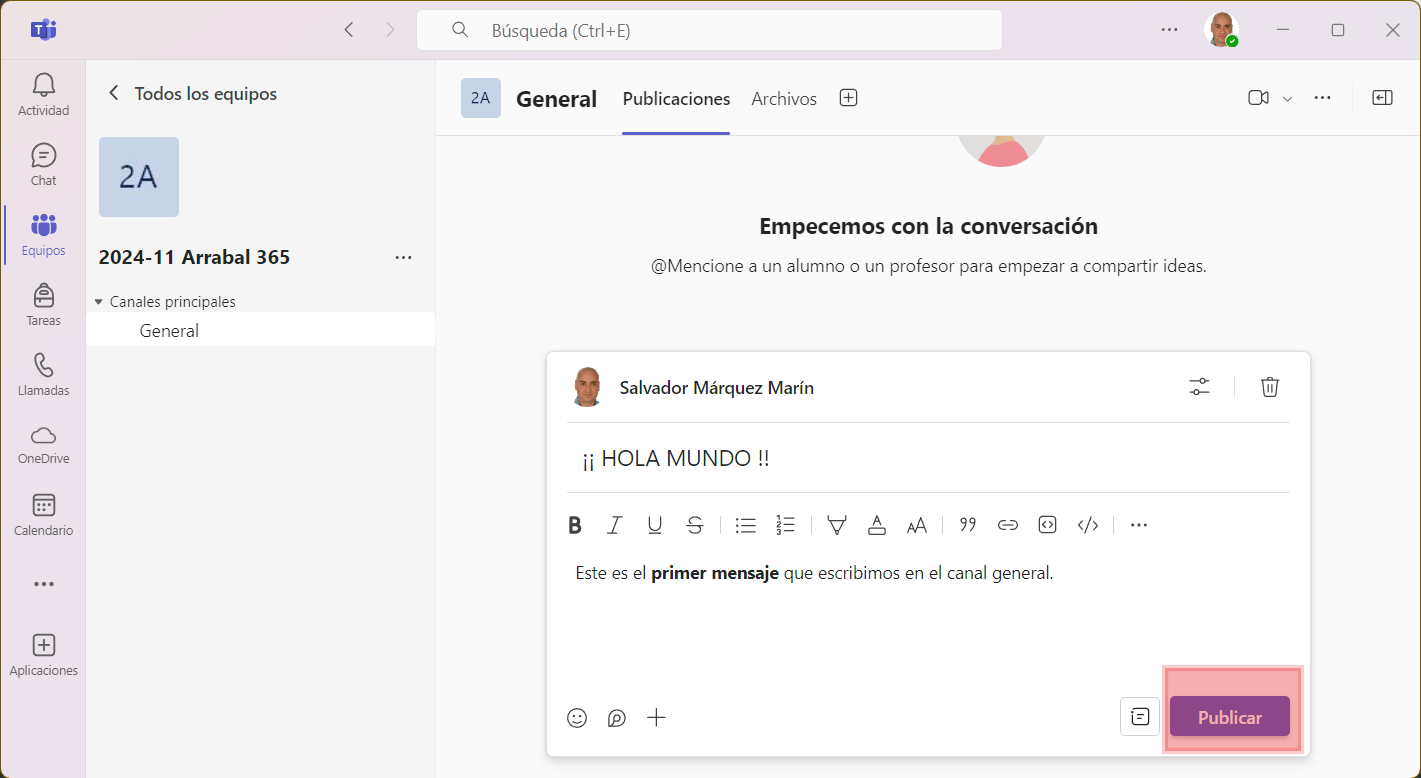 Búsqueda (Ctrl+E)
Actividad
Chat
Equipos
Tareas
Llamadas
OneDrive
Calendario
Aplicaciones
Todos los equipos
2A
2024-11 Arrabal 365
Canales principales
General
2A
General
Publicaciones
Archivos
Empecemos con la conversación
@Mencione a un alumno o un profesor para empezar a compartir ideas.
Salvador Márquez Marín
¡¡ HOLA MUNDO !!
Este es el primer mensaje que escribimos en el canal general.
Publicar